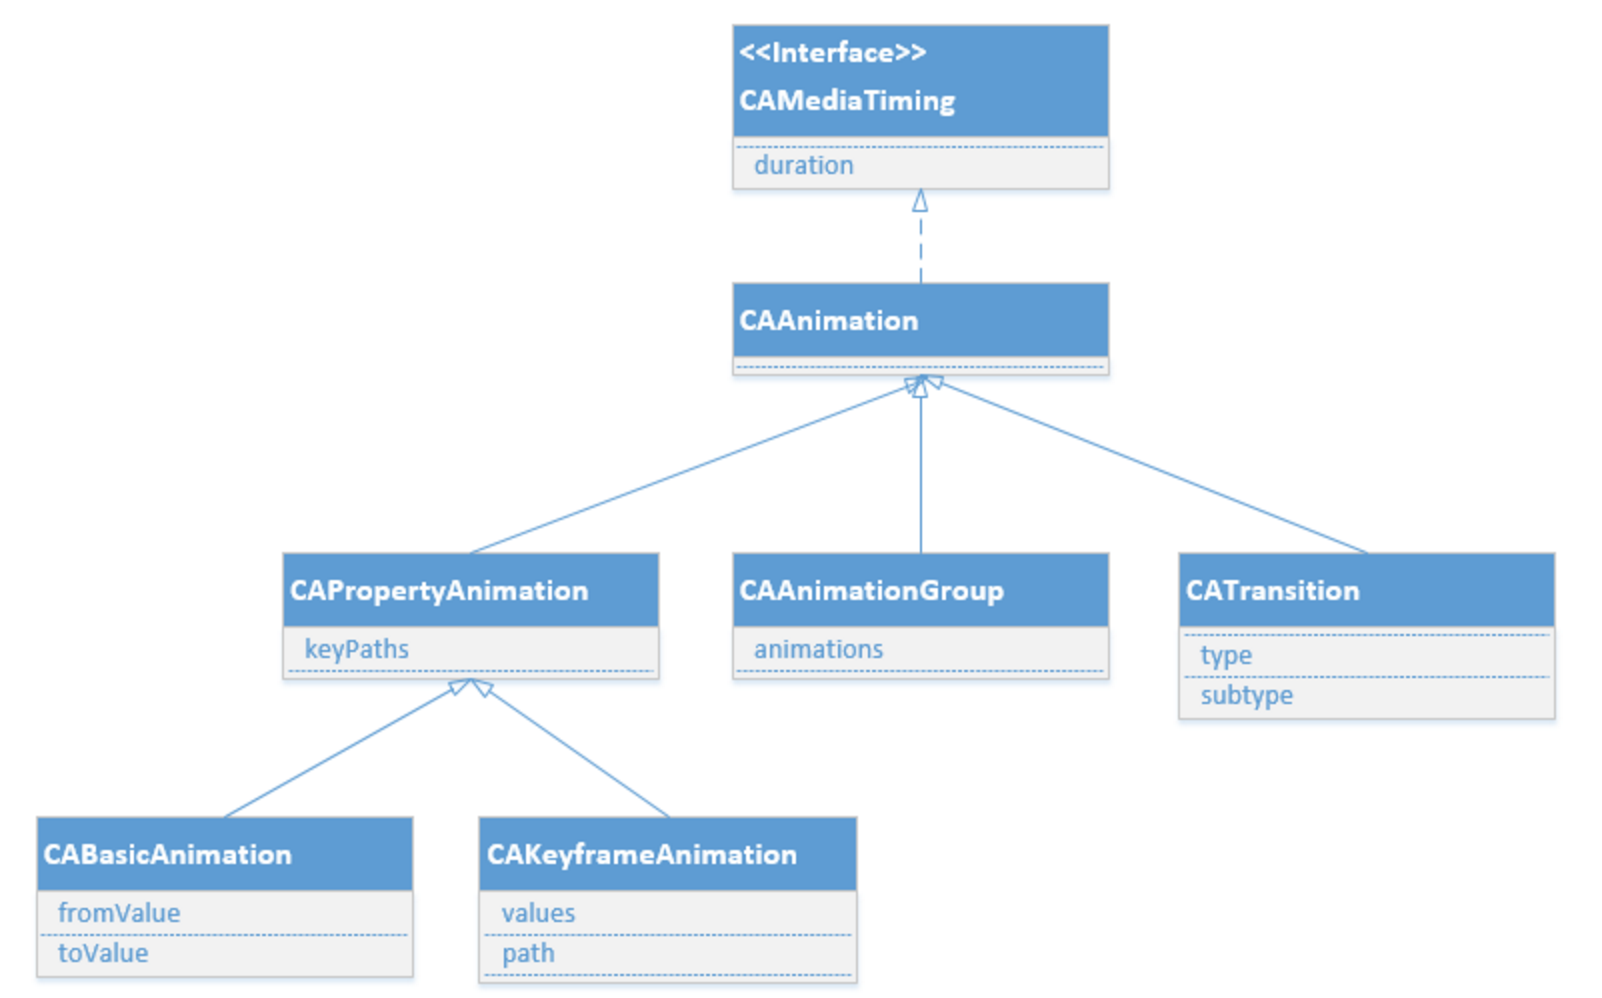 <<Interface>>
CAMediaTiming
duration
CAAnimation
CAPropertyAnimation
keyPaths
CAAnimationGroup
animations
CATransition
type
subtype
CABasicAnimation
fromValue
toValue
CAKeyframeAnimation
values
path